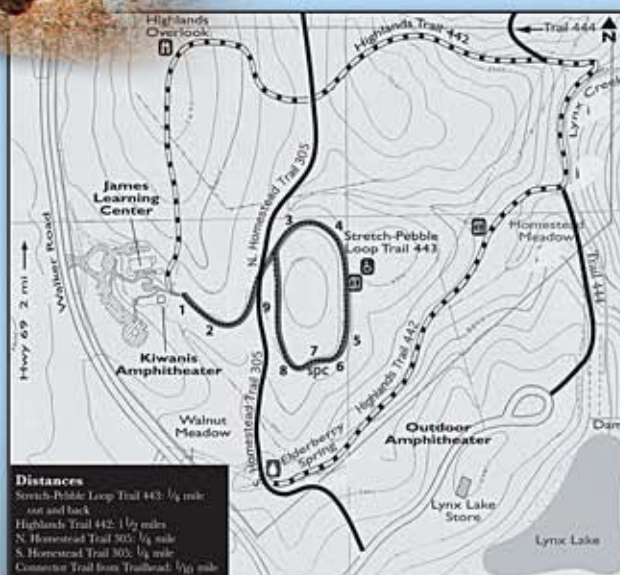 Highlands
Overlook
Highlands Trail 442
Trail 444
N
Lynx Creek
James
Learning
Center
N. Homestead Trail 305
3
4
Stretch-Pebble
Loop Trail 443
Homestead
Meadow
Walker Road
Hwy 69 2 mi
1
2
9
Kiwanis
Amphitheater
5
6
7
8
spc
Trail 444
Highlands Trail 442
S. Homestead Trail 305
Walnut
Meadow
Elderberry
Spring
Outdoor
Amphitheater
Dam
Lynx Lake
Store
Lynx Lake
Distances
Stretch-Pebble Loop Trail 443: 1/4 mile
out and back
Highlands Trail 442: 1 1/2 miles
N. Homestead Trail 305: 1/4 mile
S. Homestead Trail 305: 1/4 mile
Connector Trail from Trailhead: 1/10 mile